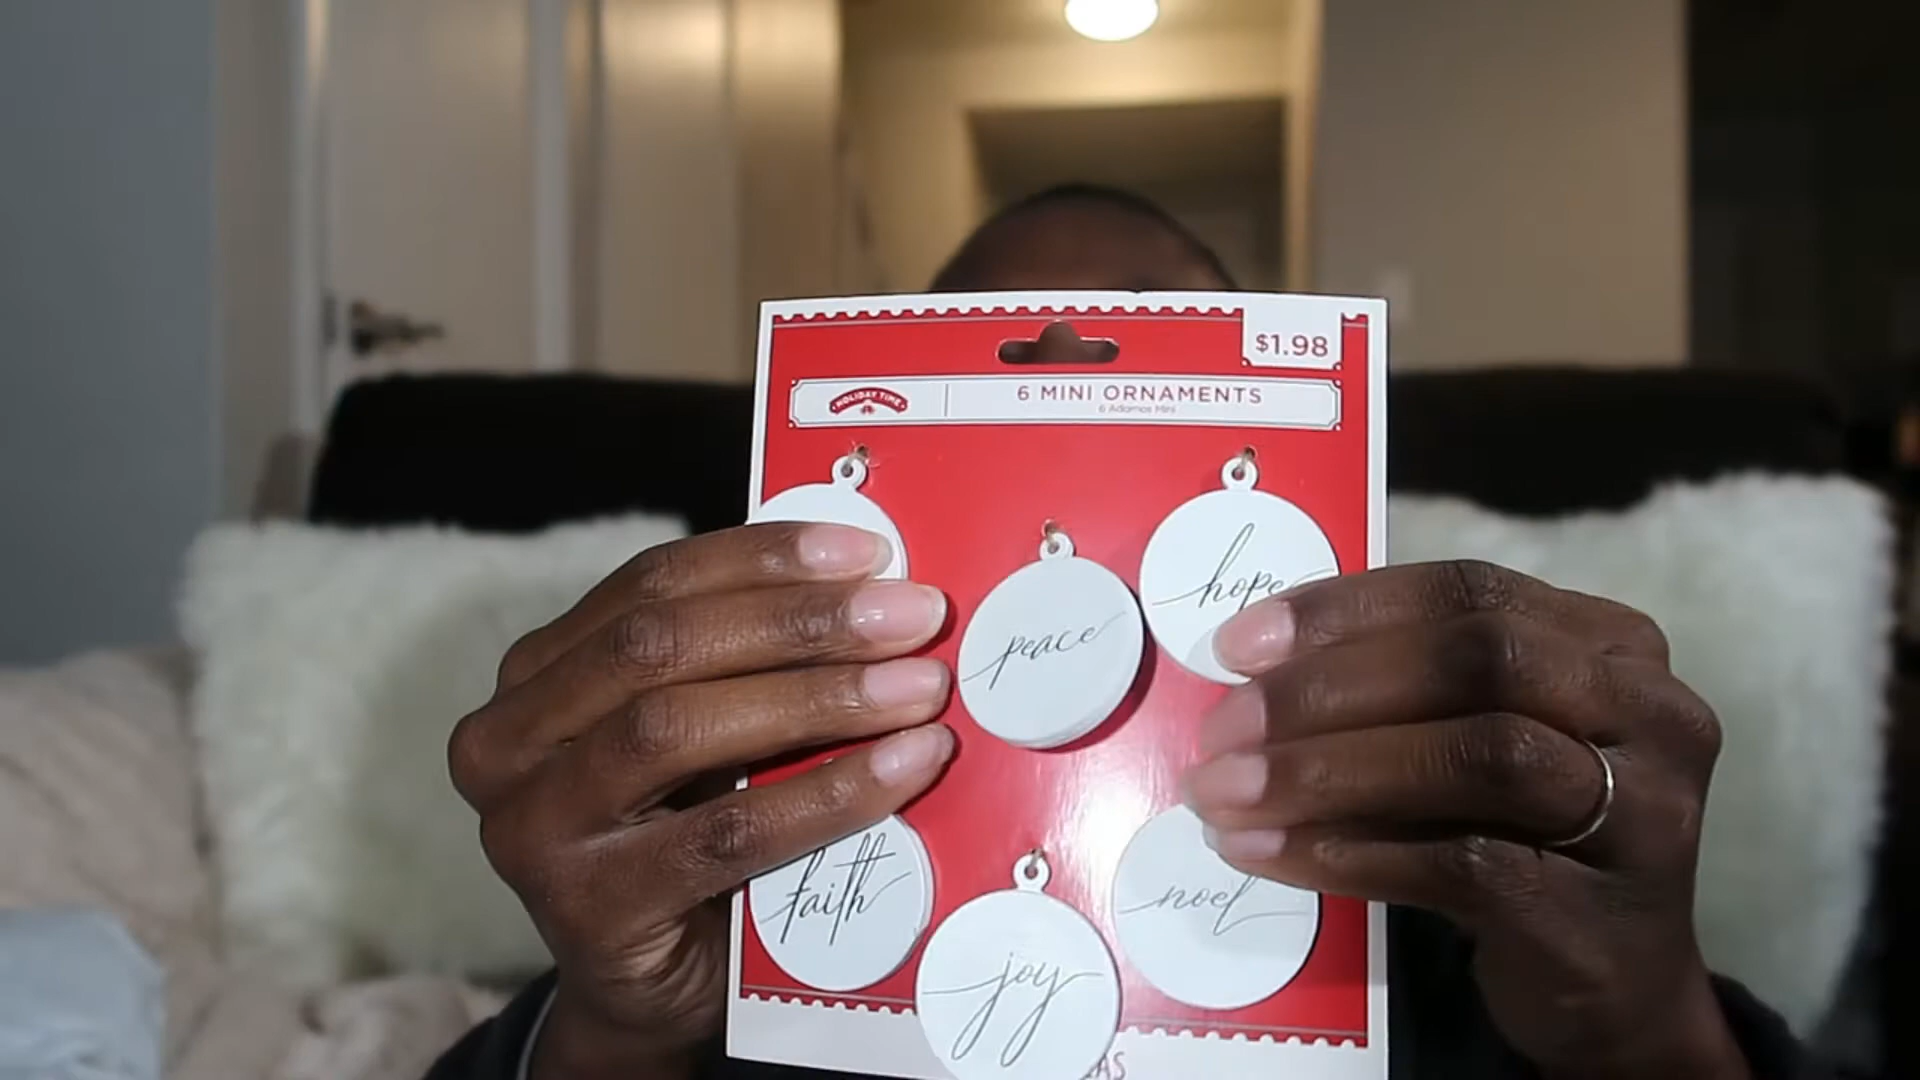 $1.98
HOLIDAY TIME
6 MINI ORNAMENTS
6 Adornos Mini
hope
peace
faith
noel
joy